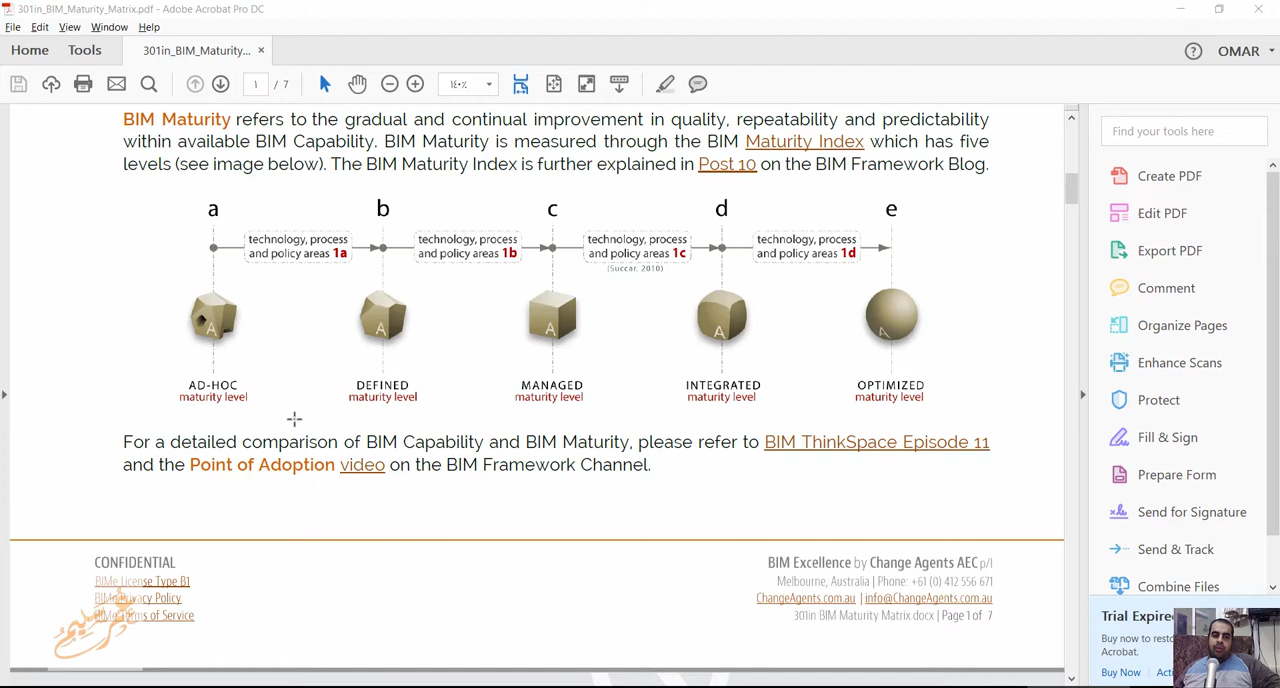 301in_BIM_Maturity_Matrix.pdf - Adobe Acrobat Pro DC
File Edit View Window Help
Home Tools 301in_BIM_Maturity... × OMAR
١ / 7 ١٤٠%
BIM Maturity refers to the gradual and continual improvement in quality, repeatability and predictability
within available BIM Capability. BIM Maturity is measured through the BIM Maturity Index which has five
levels (see image below). The BIM Maturity Index is further explained in Post 10 on the BIM Framework Blog.
a b c d e
technology, process
and policy areas 1a
technology, process
and policy areas 1b
technology, process
and policy areas 1c
(Succar, 2010)
technology, process
and policy areas 1d
A A A A A
AD-HOC
maturity level
DEFINED
maturity level
MANAGED
maturity level
INTEGRATED
maturity level
OPTIMIZED
maturity level
For a detailed comparison of BIM Capability and BIM Maturity, please refer to BIM ThinkSpace Episode 11
and the Point of Adoption video on the BIM Framework Channel.
CONFIDENTIAL
BIMe License Type B1
BIMe Privacy Policy
BIMe Terms of Service
BIM Excellence by Change Agents AEC p/l
Melbourne, Australia | Phone: +61 (0) 412 556 671
ChangeAgents.com.au | info@ChangeAgents.com.au
301in BIM Maturity Matrix.docx | Page 1 of 7
Find your tools here
Create PDF
Edit PDF
Export PDF
Comment
Organize Pages
Enhance Scans
Protect
Fill & Sign
Prepare Form
Send for Signature
Send & Track
Combine Files
Trial Expire
Buy now to rest
Acrobat.
Buy Now